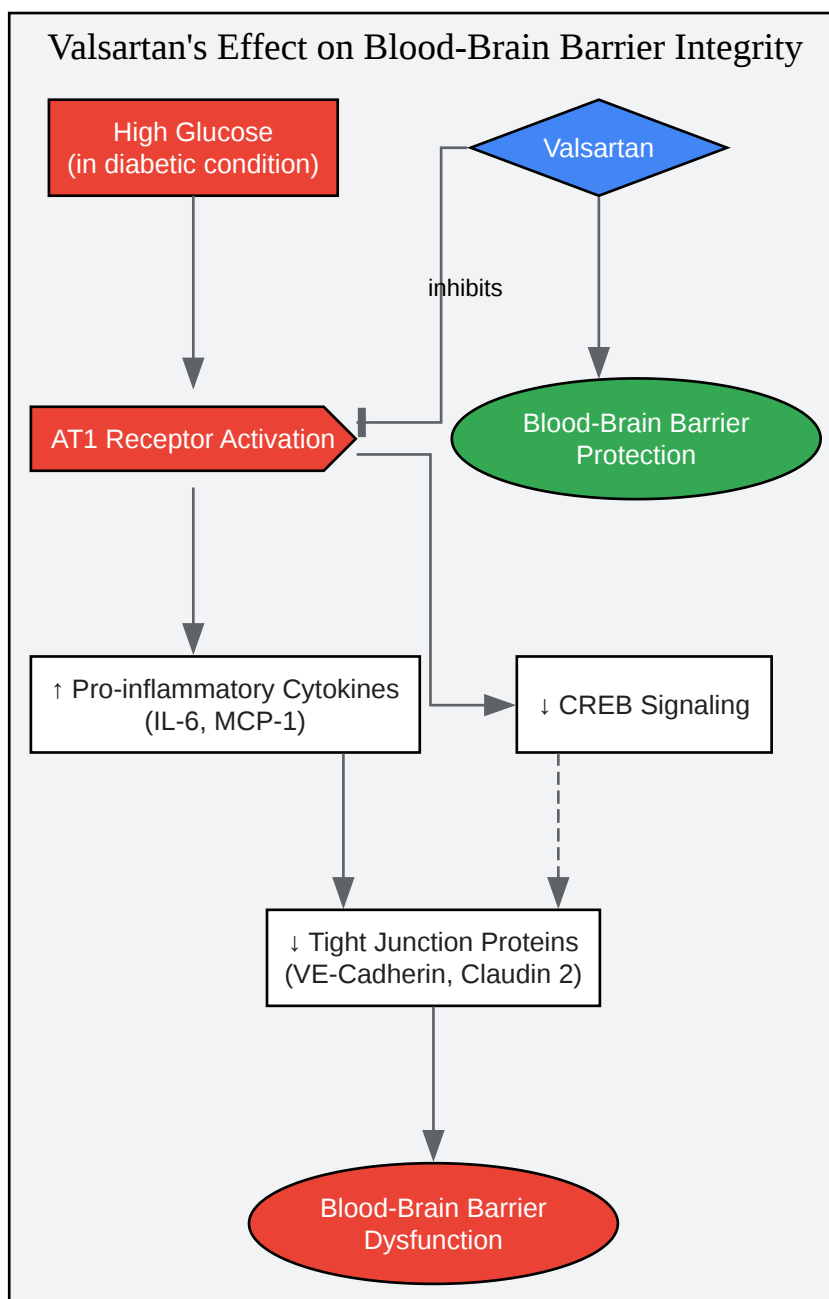 Valsartan's Effect on Blood-Brain Barrier Integrity
High Glucose
(in diabetic condition)
Valsartan
inhibits
AT1 Receptor Activation
Blood-Brain Barrier
Protection
↑ Pro-inflammatory Cytokines
(IL-6, MCP-1)
↓ CREB Signaling
↓ Tight Junction Proteins
(VE-Cadherin, Claudin 2)
Blood-Brain Barrier
Dysfunction